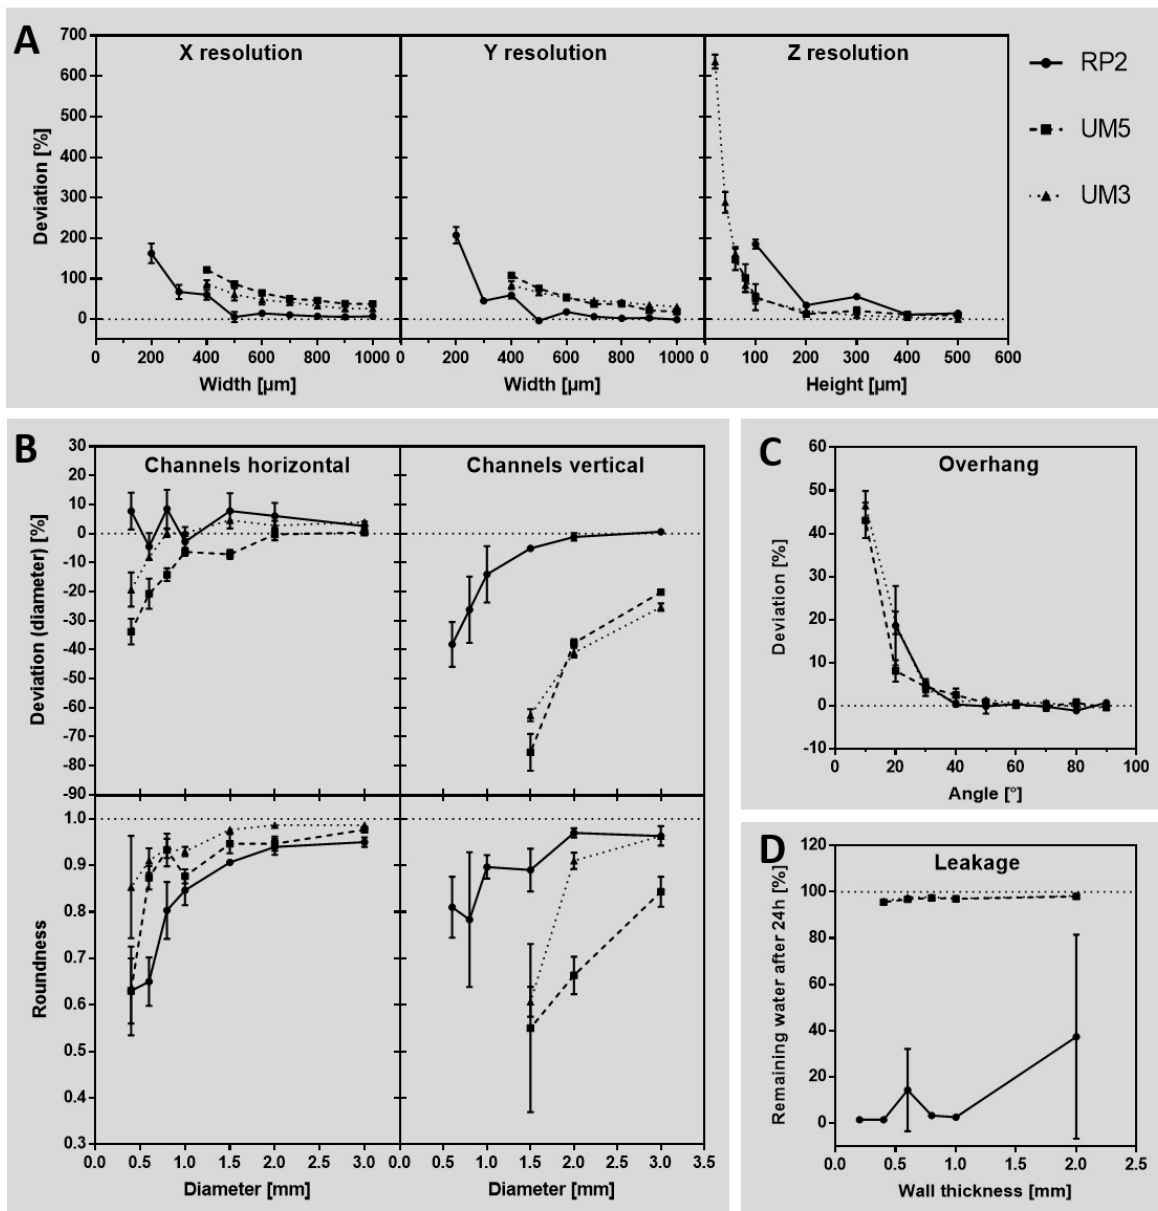 A
X resolution
Y resolution
Z resolution
RP2
UM5
UM3
Deviation [%]
700
600
500
400
300
200
100
0
0 200 400 600 800 1000
0 200 400 600 800 1000
0 100 200 300 400 500 600
Width [µm]
Width [µm]
Height [µm]
B
Channels horizontal
Channels vertical
Deviation (diameter) [%]
30
20
10
0
-10
-20
-30
-40
-50
-60
-70
-80
-90
Roundness
1.0
0.9
0.8
0.7
0.6
0.5
0.4
0.3
0.0 0.5 1.0 1.5 2.0 3.0
0.0 0.5 1.0 1.5 2.0 2.5 3.0 3.5
Diameter [mm]
Diameter [mm]
C
Overhang
Deviation [%]
60
50
40
30
20
10
0
-10
0 20 40 60 80 100
Angle [°]
D
Leakage
Remaining water after 24h [%]
120
100
80
60
40
20
0
0.0 0.5 1.0 1.5 2.0 2.5
Wall thickness [mm]